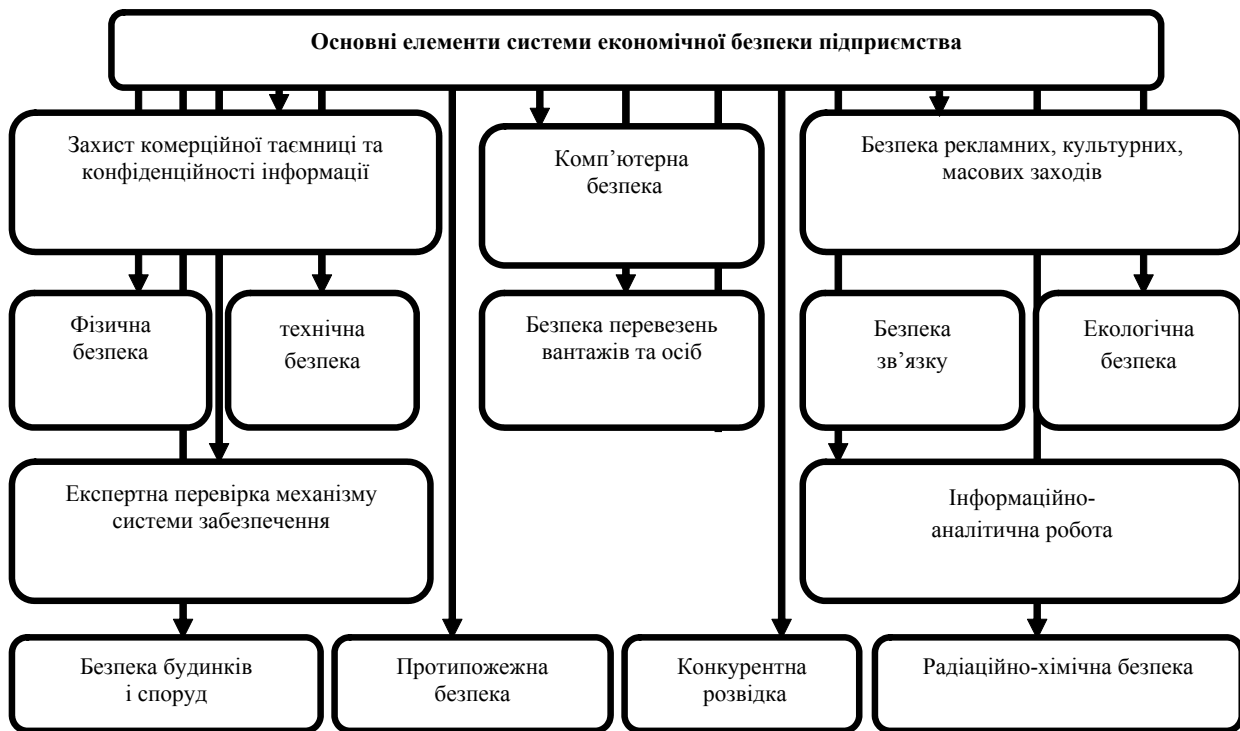 Основні елементи системи економічної безпеки підприємства
Захист комерційної таємниці та
конфіденційності інформації
Комп’ютерна
безпека
Безпека рекламних, культурних,
масових заходів
Фізична
безпека
технічна
безпека
Безпека перевезень
вантажів та осіб
Безпека
зв’язку
Екологічна
безпека
Експертна перевірка механізму
системи забезпечення
Інформаційно-
аналітична робота
Безпека будинків
і споруд
Протипожежна
безпека
Конкурентна
розвідка
Радіаційно-хімічна безпека